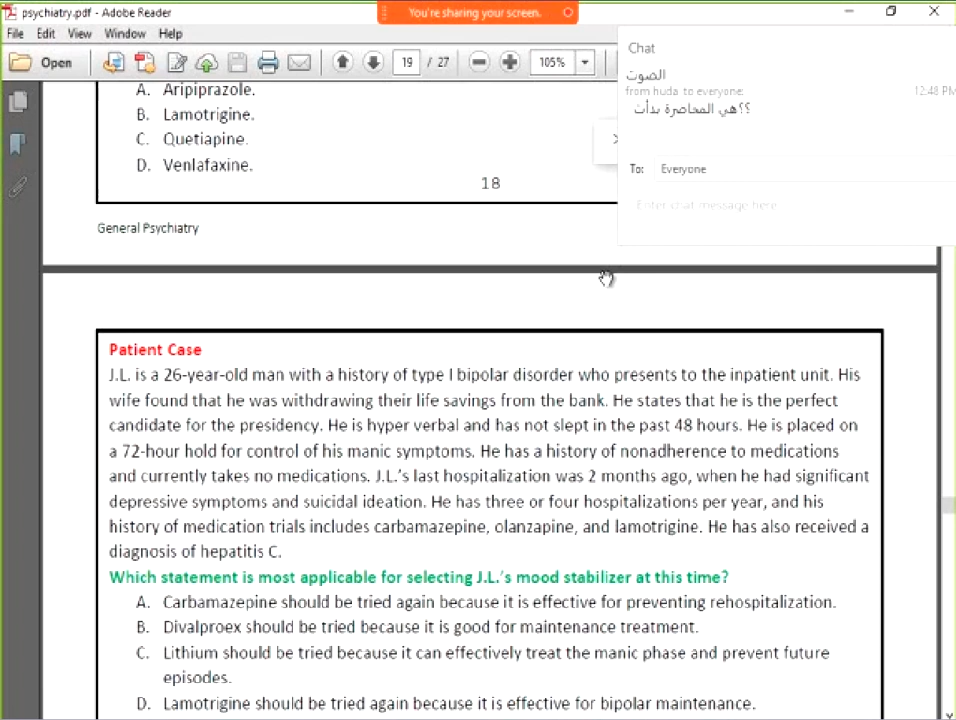 psychiatry.pdf - Adobe Reader
You're sharing your screen.
File Edit View Window Help
Open
19 / 27
105%
Chat
الصوت
from huda to everyone:
12:48 PM
هي المحاصرة بدأت؟؟
To: Everyone
Enter chat message here
A. Aripiprazole.
B. Lamotrigine.
C. Quetiapine.
D. Venlafaxine.
18
General Psychiatry
Patient Case
J.L. is a 26-year-old man with a history of type I bipolar disorder who presents to the inpatient unit. His
wife found that he was withdrawing their life savings from the bank. He states that he is the perfect
candidate for the presidency. He is hyper verbal and has not slept in the past 48 hours. He is placed on
a 72-hour hold for control of his manic symptoms. He has a history of nonadherence to medications
and currently takes no medications. J.L.'s last hospitalization was 2 months ago, when he had significant
depressive symptoms and suicidal ideation. He has three or four hospitalizations per year, and his
history of medication trials includes carbamazepine, olanzapine, and lamotrigine. He has also received a
diagnosis of hepatitis C.
Which statement is most applicable for selecting J.L.'s mood stabilizer at this time?
A. Carbamazepine should be tried again because it is effective for preventing rehospitalization.
B. Divalproex should be tried because it is good for maintenance treatment.
C. Lithium should be tried because it can effectively treat the manic phase and prevent future
episodes.
D. Lamotrigine should be tried again because it is effective for bipolar maintenance.